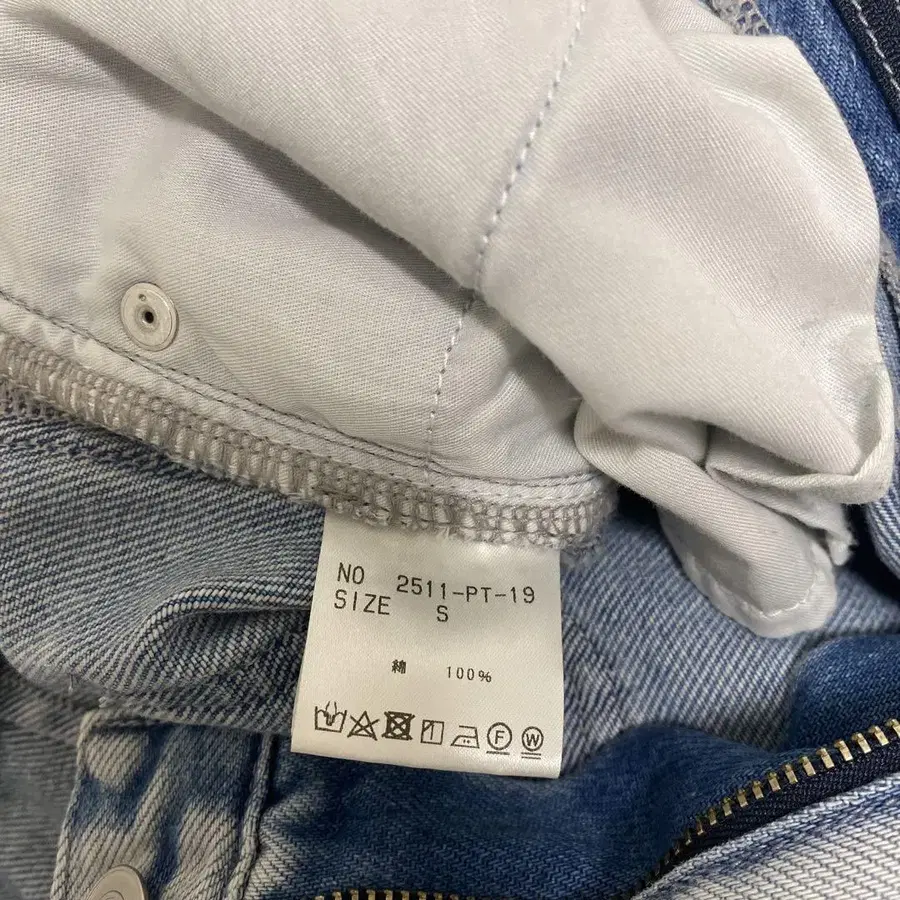 NO 2511-PT-19
SIZE S
綿 100%
F W